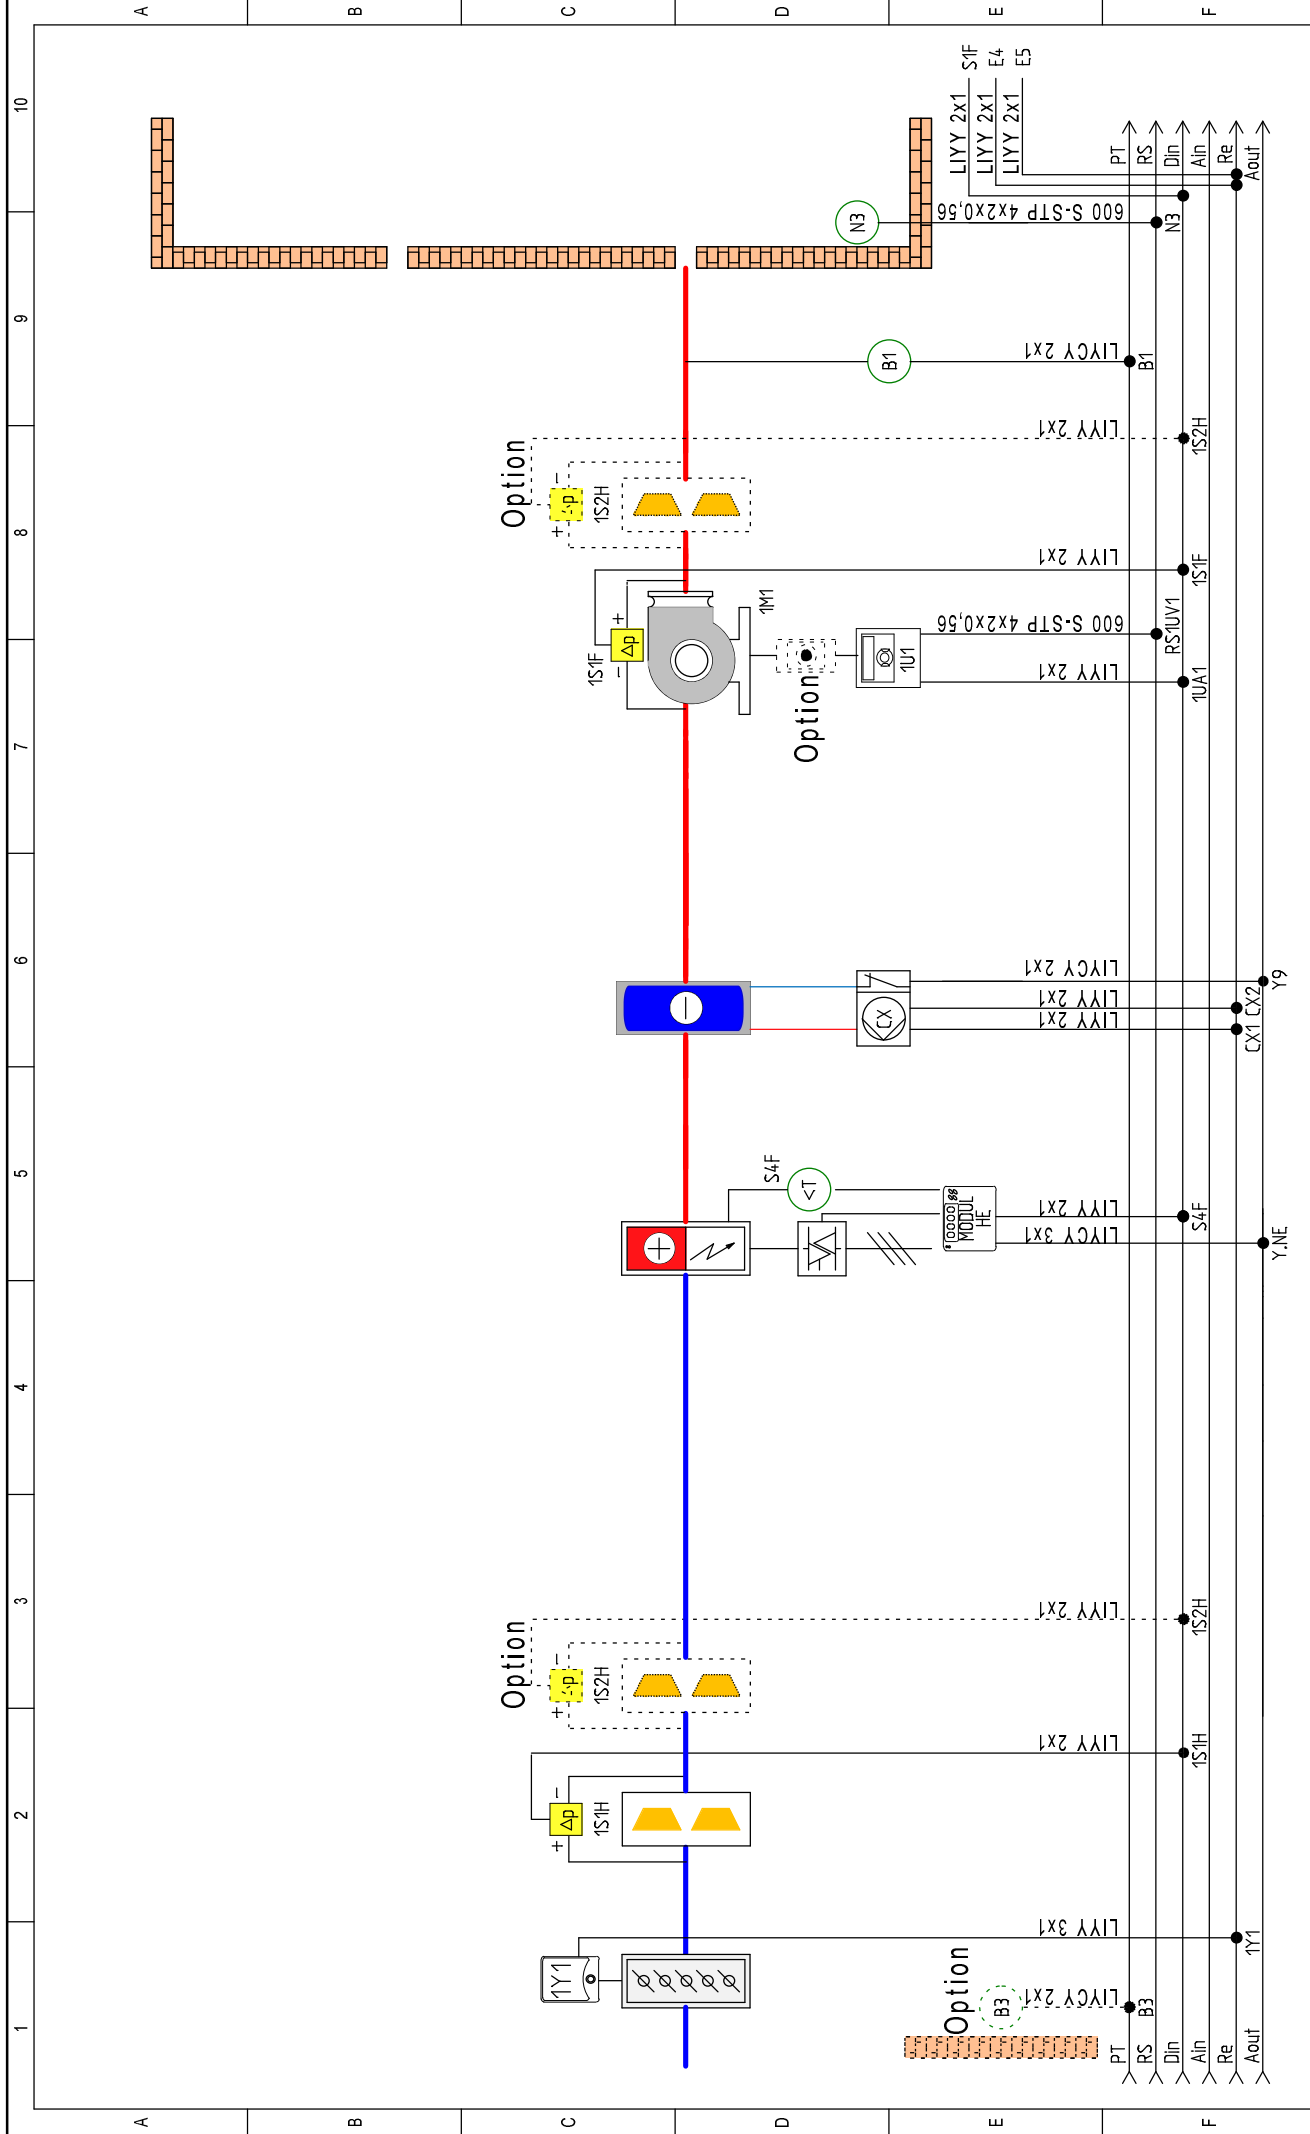 A B C D E F
10
9
8
7
6
5
4
3
2
1
S1F
E4
E5
LIYY 2x1
LIYY 2x1
LIYY 2x1
PT
RS
Din
Ain
Re
Aout
N3
600 S-STP 4x2x0,56
N3
B1
LIYCY 2x1
B1
Option
+ –
1S2H
LIYY 2x1
1S2H
1S1F
– Δp +
LIYY 2x1
1S1F
1M1
Option
1U1
600 S-STP 4x2x0,56
RS1UV1
LIYY 2x1
1UA1
CX
LIYCY 2x1
Y9
LIYY 2x1
CX2
LIYY 2x1
CX1
S4F
<T
MODUL
HE
LIYY 2x1
S4F
LIYCY 3x1
Y.NE
Option
+ –
1S2H
LIYY 2x1
1S2H
+ Δp –
1S1H
LIYY 2x1
1S1H
1Y1
LIYY 3x1
1Y1
Option
B3
LIYCY 2x1
B3
PT
RS
Din
Ain
Re
Aout
A B C D E F